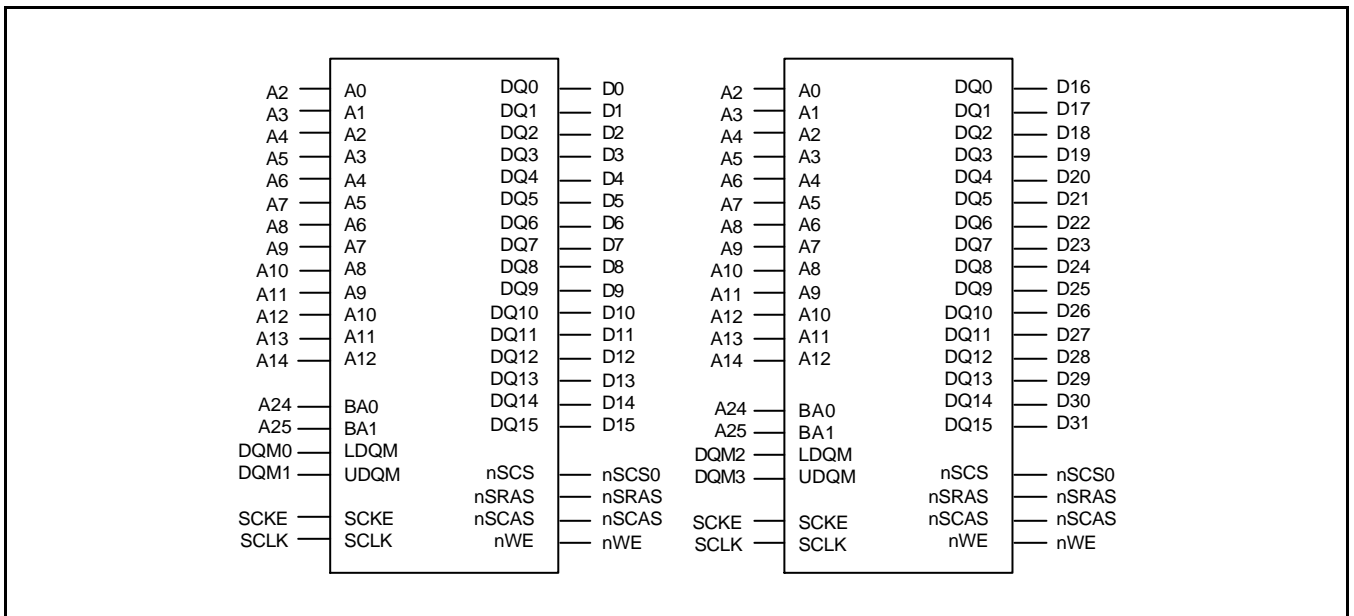 A2 A0 DQ0 D0
A3 A1 DQ1 D1
A4 A2 DQ2 D2
A5 A3 DQ3 D3
A6 A4 DQ4 D4
A7 A5 DQ5 D5
A8 A6 DQ6 D6
A9 A7 DQ7 D7
A10 A8 DQ8 D8
A11 A9 DQ9 D9
A12 A10 DQ10 D10
A13 A11 DQ11 D11
A14 A12 DQ12 D12
DQ13 D13
A24 BA0 DQ14 D14
A25 BA1 DQ15 D15
DQM0 LDQM
DQM1 UDQM nSCS nSCS0
nSRAS nSRAS
SCKE SCKE nSCAS nSCAS
SCLK SCLK nWE nWE
A2 A0 DQ0 D16
A3 A1 DQ1 D17
A4 A2 DQ2 D18
A5 A3 DQ3 D19
A6 A4 DQ4 D20
A7 A5 DQ5 D21
A8 A6 DQ6 D22
A9 A7 DQ7 D23
A10 A8 DQ8 D24
A11 A9 DQ9 D25
A12 A10 DQ10 D26
A13 A11 DQ11 D27
A14 A12 DQ12 D28
DQ13 D29
A24 BA0 DQ14 D30
A25 BA1 DQ15 D31
DQM2 LDQM
DQM3 UDQM nSCS nSCS0
nSRAS nSRAS
SCKE SCKE nSCAS nSCAS
SCLK SCLK nWE nWE